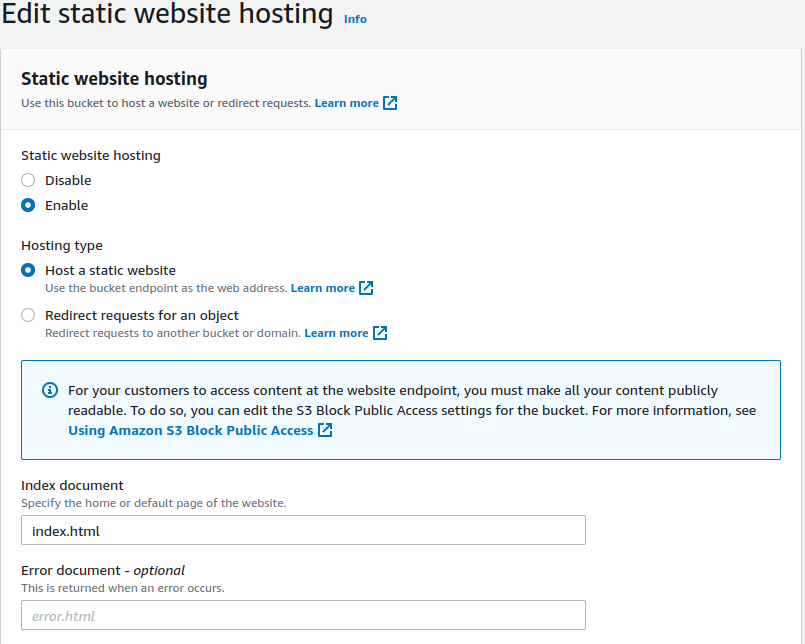 Edit static website hosting Info
Static website hosting
Use this bucket to host a website or redirect requests. Learn more
Static website hosting
Disable
Enable
Hosting type
Host a static website
Use the bucket endpoint as the web address. Learn more
Redirect requests for an object
Redirect requests to another bucket or domain. Learn more
For your customers to access content at the website endpoint, you must make all your content publicly
readable. To do so, you can edit the S3 Block Public Access settings for the bucket. For more information, see
Using Amazon S3 Block Public Access
Index document
Specify the home or default page of the website.
index.html
Error document - optional
This is returned when an error occurs.
error.html